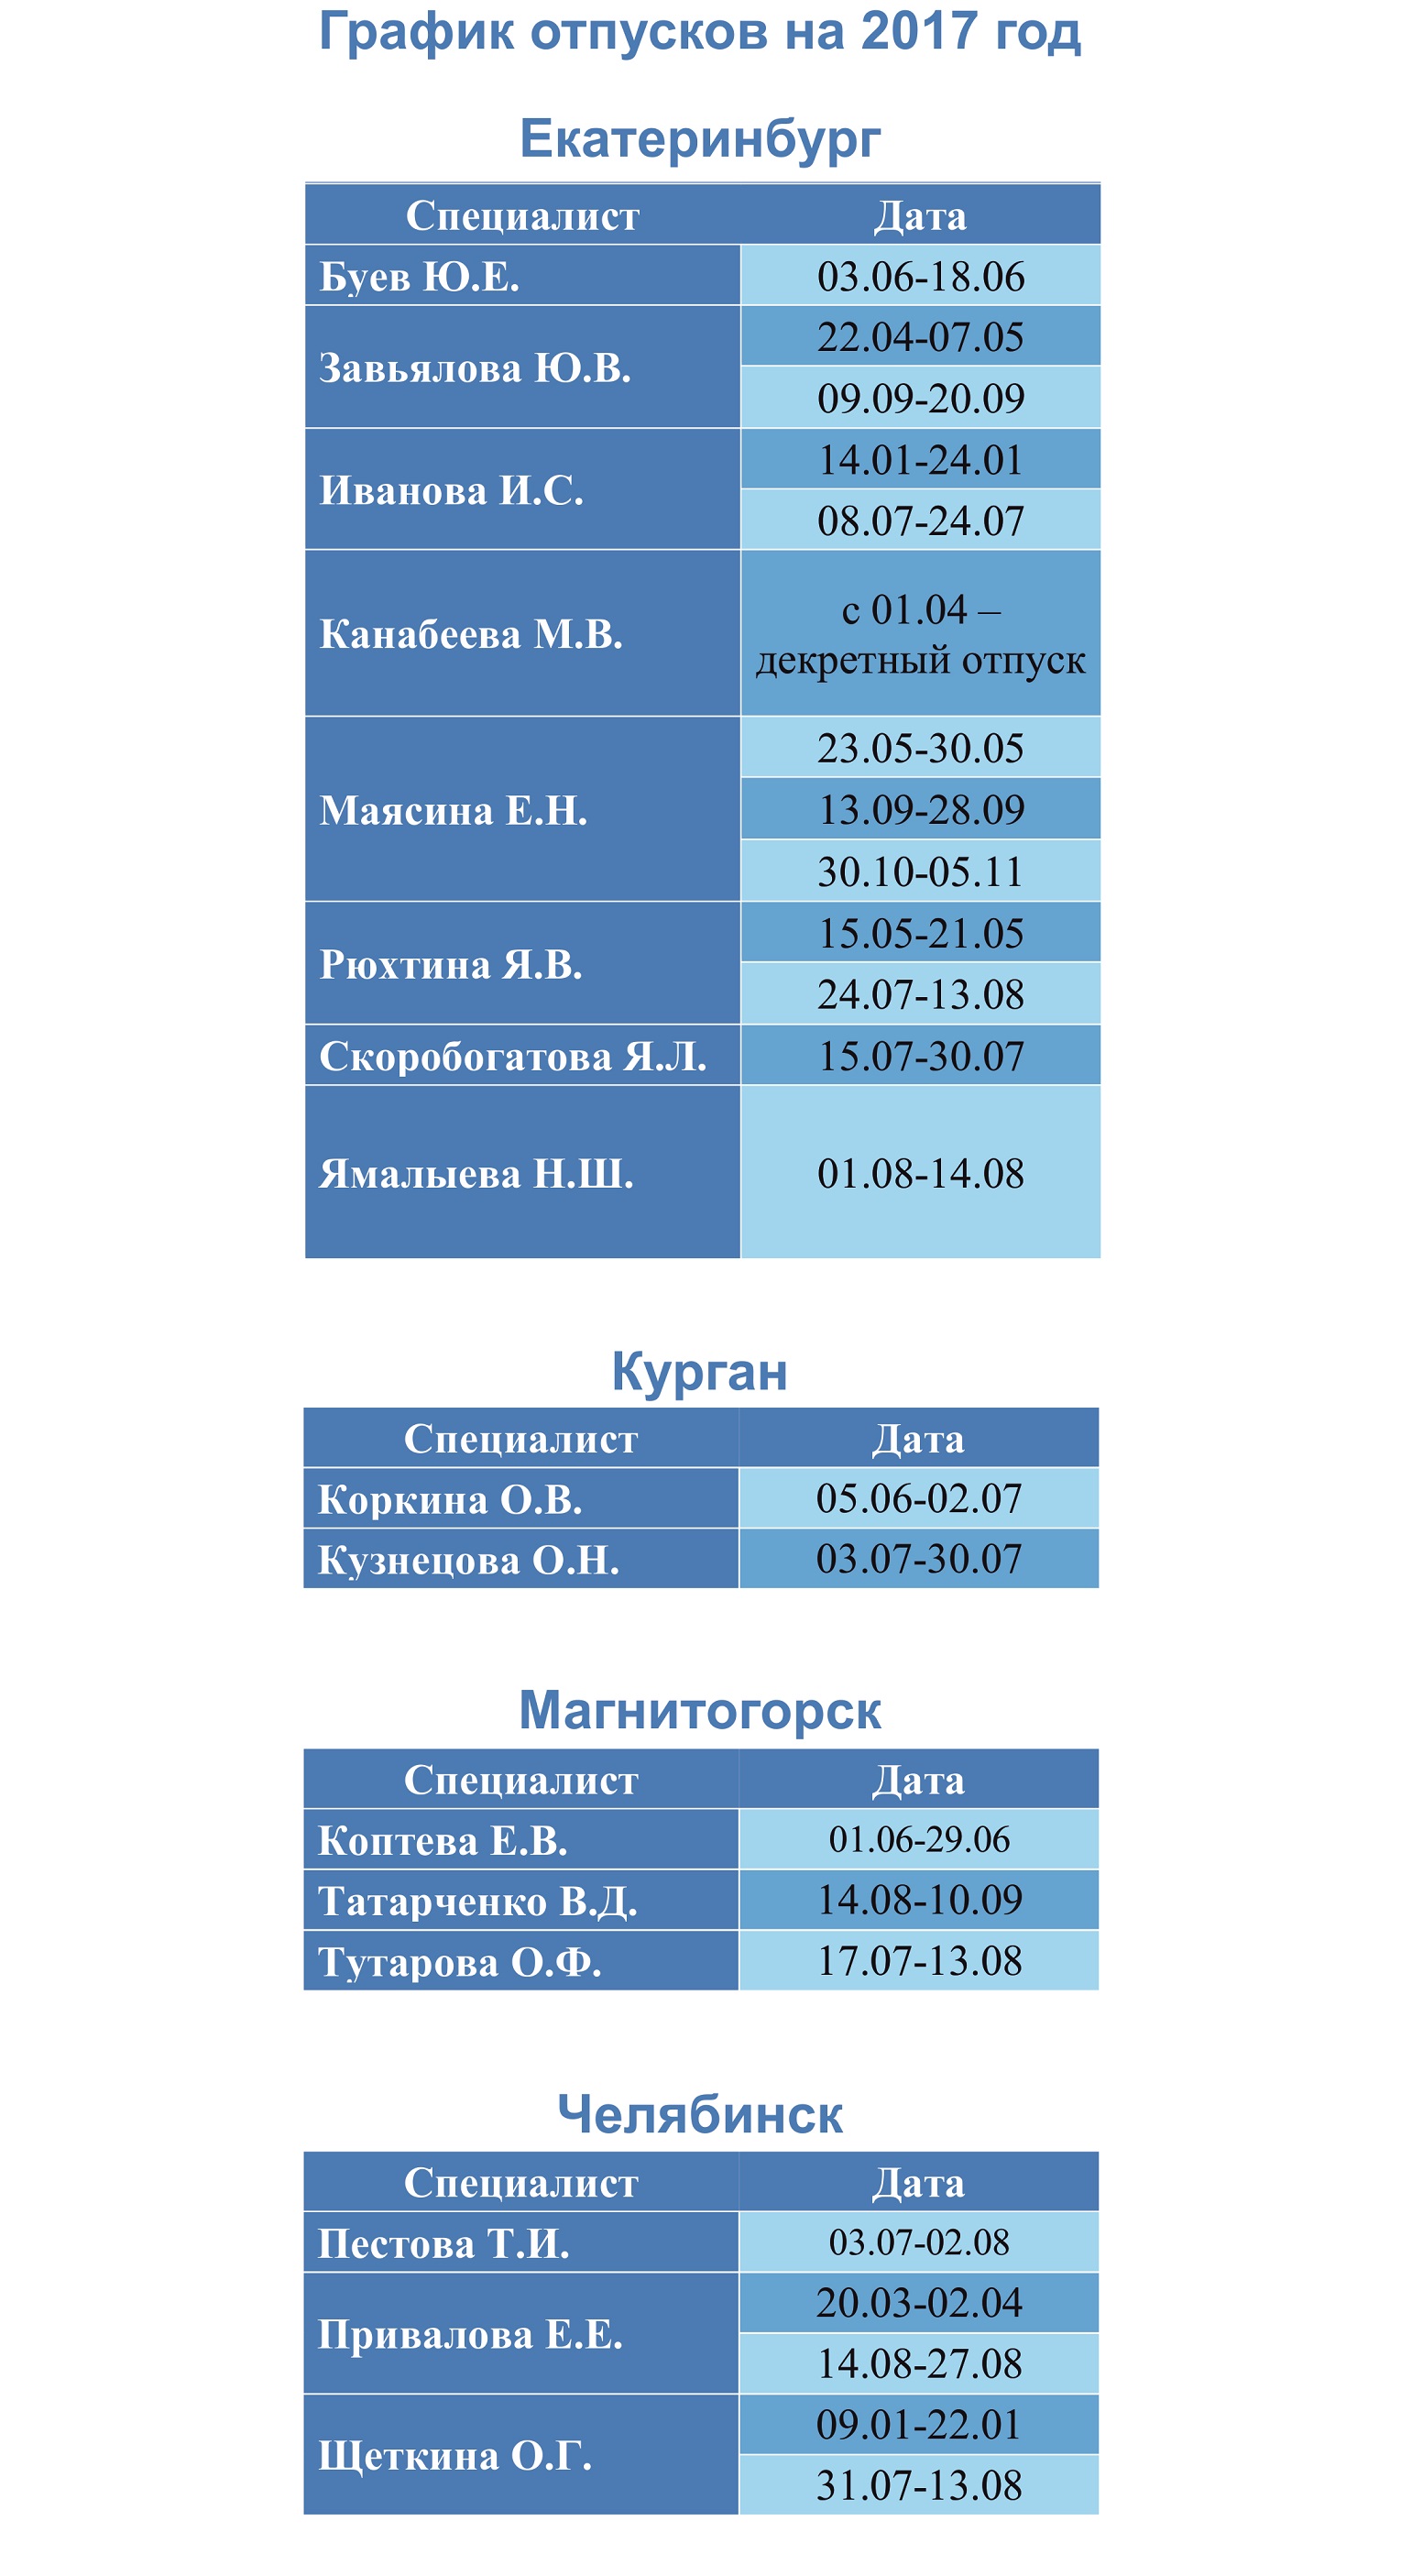 График отпусков на 2017 год
Екатеринбург
Специалист Дата
Буев Ю.Е. 03.06-18.06
Завьялова Ю.В. 22.04-07.05
09.09-20.09
Иванова И.С. 14.01-24.01
08.07-24.07
Канабеева М.В. с 01.04 –
декретный отпуск
Маясина Е.Н. 23.05-30.05
13.09-28.09
30.10-05.11
Рюхтина Я.В. 15.05-21.05
24.07-13.08
Скоробогатова Я.Л. 15.07-30.07
Ямалыева Н.Ш. 01.08-14.08
Курган
Специалист Дата
Коркина О.В. 05.06-02.07
Кузнецова О.Н. 03.07-30.07
Магнитогорск
Специалист Дата
Коптева Е.В. 01.06-29.06
Татарченко В.Д. 14.08-10.09
Тутарова О.Ф. 17.07-13.08
Челябинск
Специалист Дата
Пестова Т.И. 03.07-02.08
Привалова Е.Е. 20.03-02.04
14.08-27.08
Щеткина О.Г. 09.01-22.01
31.07-13.08